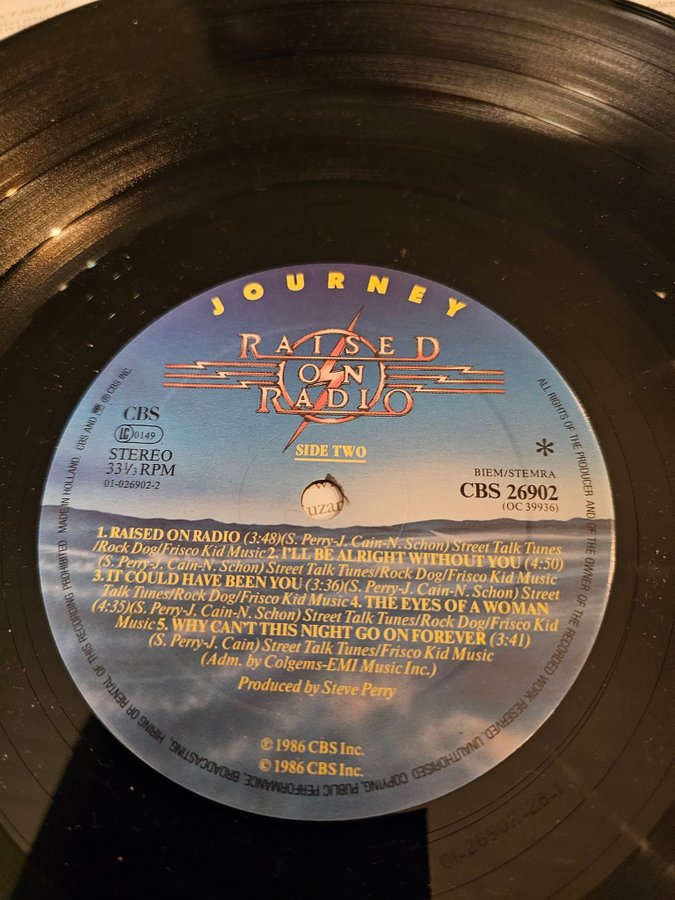 JOURNEY
RAISED
ON
RADIO
SIDE TWO
CBS
LC 0149
STEREO
33⅓ RPM
01-026902-2
*
BIEM/STEMRA
CBS 26902
(OC 39936)
uzar
1. RAISED ON RADIO (3:48)(S. Perry-J. Cain-N. Schon) Street Talk Tunes
/Rock Dog/Frisco Kid Music 2. I'LL BE ALRIGHT WITHOUT YOU (4:50)
(S. Perry-J. Cain-N. Schon) Street Talk Tunes/Rock Dog/Frisco Kid Music
3. IT COULD HAVE BEEN YOU (3:36)(S. Perry-J. Cain-N. Schon) Street
Talk Tunes/Rock Dog/Frisco Kid Music 4. THE EYES OF A WOMAN
(4:35)(S. Perry-J. Cain-N. Schon) Street Talk Tunes/Rock Dog/Frisco Kid
Music 5. WHY CAN'T THIS NIGHT GO ON FOREVER (3:41)
(S. Perry-J. Cain) Street Talk Tunes/Frisco Kid Music
(Adm. by Colgems-EMI Music Inc.)
Produced by Steve Perry
℗ 1986 CBS Inc.
© 1986 CBS Inc.
ALL RIGHTS OF THE PRODUCER AND OF THE OWNER OF THE RECORDED WORK RESERVED. UNAUTHORISED COPYING, PUBLIC PERFORMANCE, BROADCASTING, HIRING OR RENTAL OF THIS RECORDING PROHIBITED. MADE IN HOLLAND. CBS AND ® CBS INC.